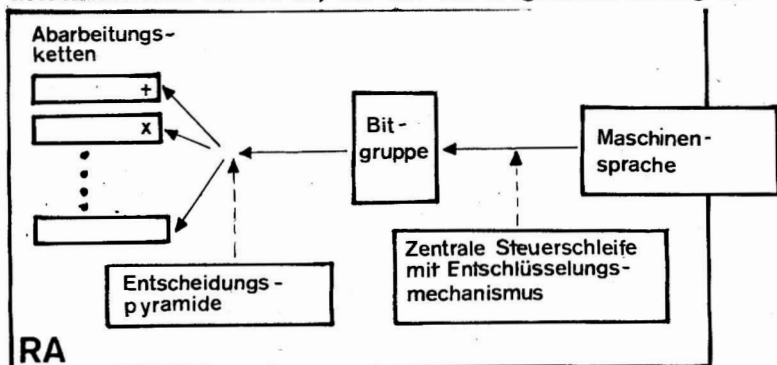 Abarbeitungs-
ketten
+
x
Bit-
gruppe
Maschinen-
sprache
Entscheidungs-
pyramide
Zentrale Steuerschleife
mit Entschlüsselungs-
mechanismus
RA